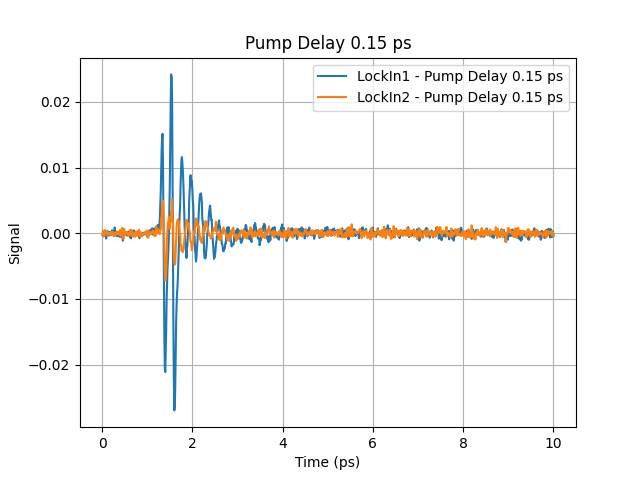 Pump Delay 0.15 ps
LockIn1 - Pump Delay 0.15 ps
LockIn2 - Pump Delay 0.15 ps
0.02
0.01
0.00
−0.01
−0.02
Signal
0 2 4 6 8 10
Time (ps)